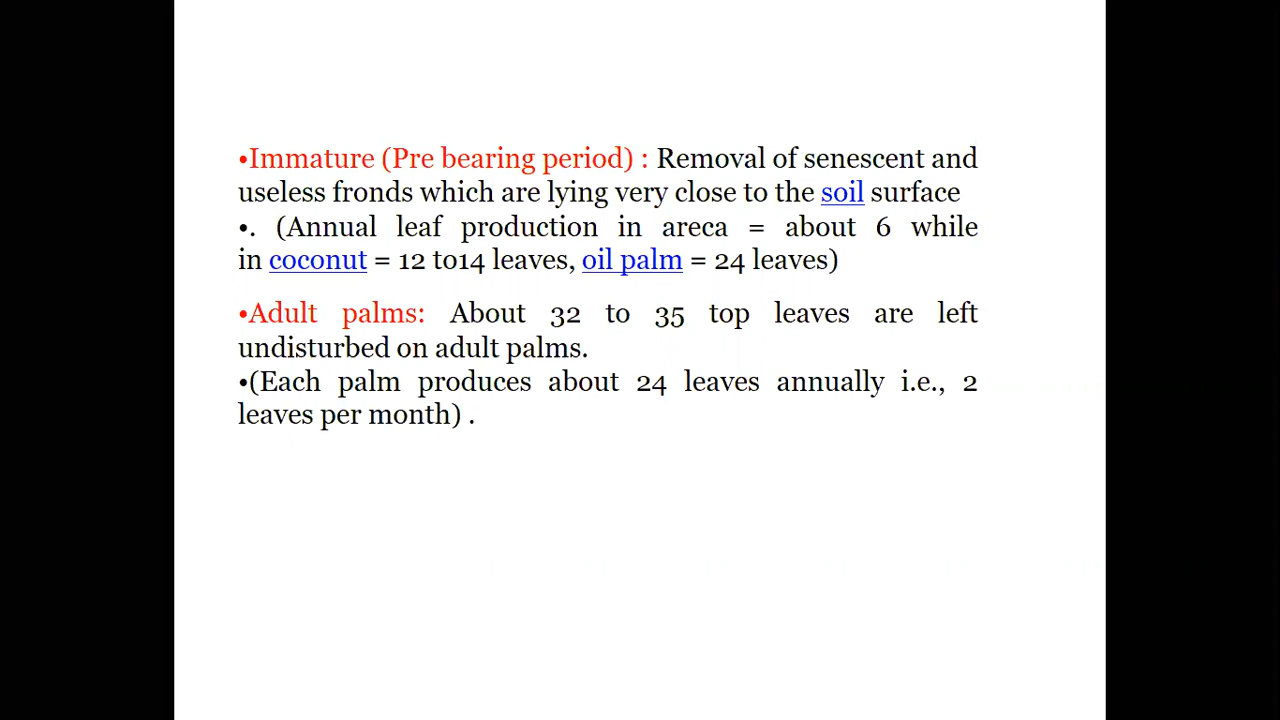 •Immature (Pre bearing period) : Removal of senescent and
useless fronds which are lying very close to the soil surface
•. (Annual leaf production in areca = about 6 while
in coconut = 12 to14 leaves, oil palm = 24 leaves)
•Adult palms: About 32 to 35 top leaves are left
undisturbed on adult palms.
•(Each palm produces about 24 leaves annually i.e., 2
leaves per month) .